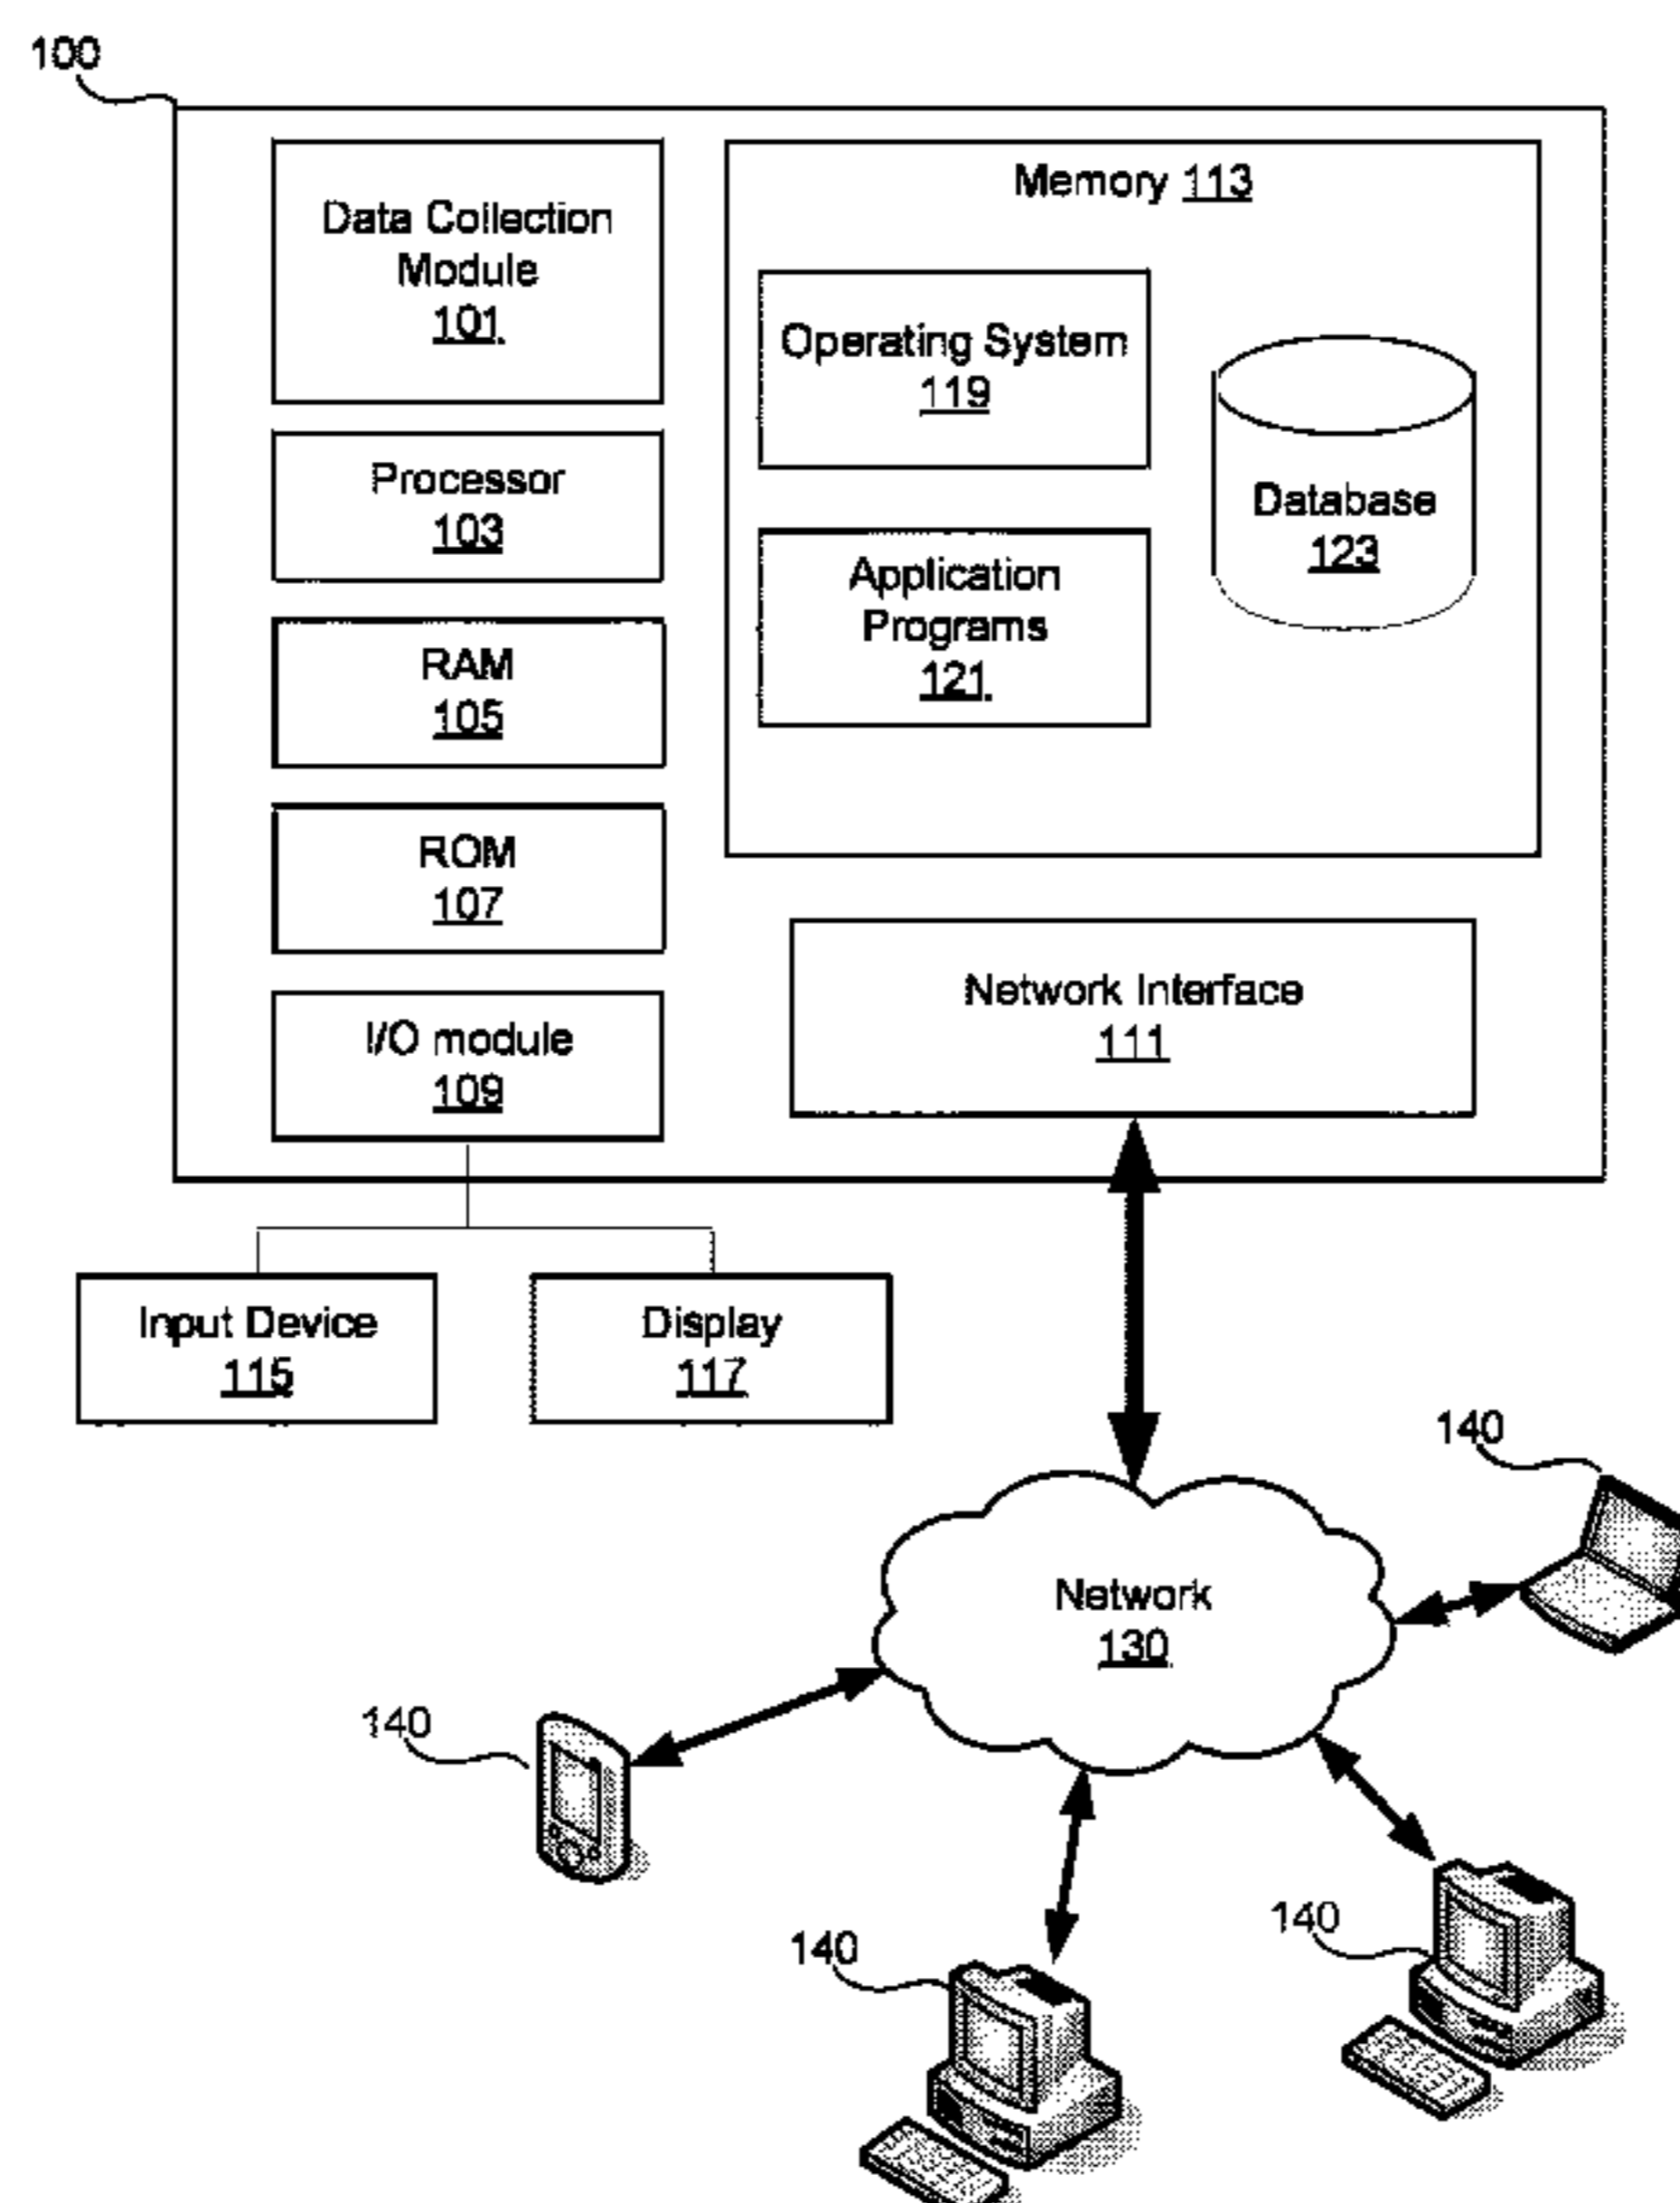 100
Data Collection
Module
101
Processor
103
RAM
105
ROM
107
I/O module
109
Memory 113
Operating System
119
Application
Programs
121
Database
123
Network Interface
111
Input Device
115
Display
117
Network
130
140
140
140
140